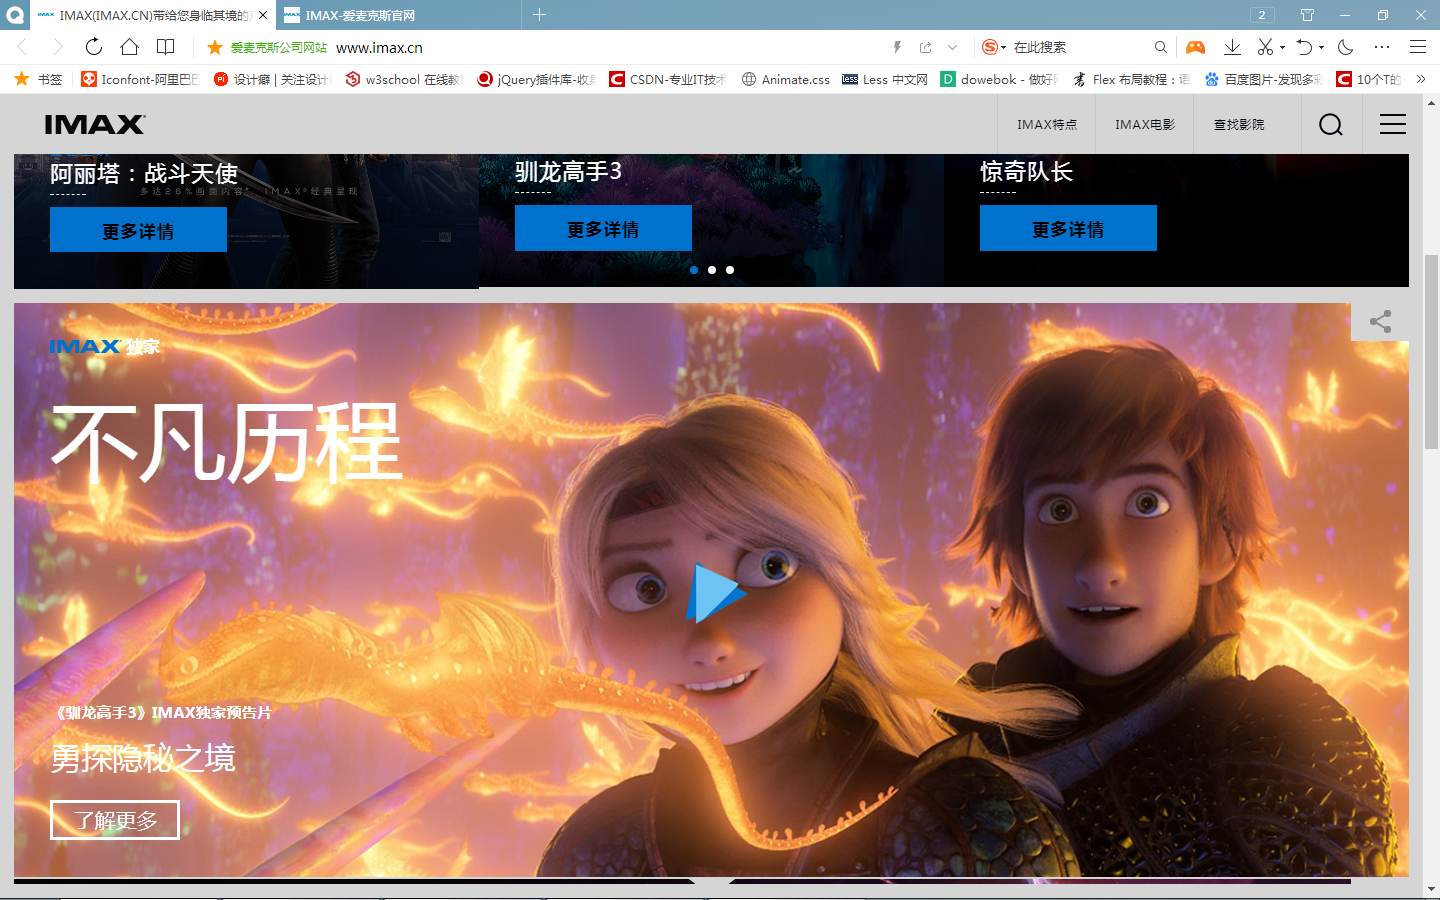 IMAX(IMAX.CN)带给您身临其境的
IMAX-爱麦克斯官网
2
爱麦克斯公司网站 www.imax.cn
在此搜索
书签
Iconfont-阿里巴
设计癖 | 关注设计
w3school 在线教
jQuery插件库-收
CSDN-专业IT技术
Animate.css
less Less 中文网
dowebok - 做好
Flex 布局教程：语
百度图片-发现多
10个T的
IMAX
IMAX特点
IMAX电影
查找影院
阿丽塔：战斗天使
多达26%画面内容* IMAX®经典呈现
更多详情
驯龙高手3
更多详情
惊奇队长
更多详情
IMAX 独家
不凡历程
《驯龙高手3》IMAX独家预告片
勇探隐秘之境
了解更多